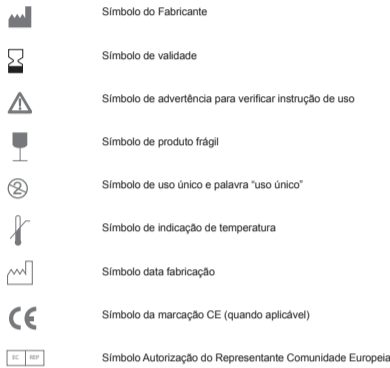 Símbolo do Fabricante
Símbolo de validade
Símbolo de advertência para verificar instrução de uso
Símbolo de produto frágil
2 Símbolo de uso único e palavra “uso único”
Símbolo de indicação de temperatura
Símbolo data fabricação
CE Símbolo da marcação CE (quando aplicável)
EC REP Símbolo Autorização do Representante Comunidade Europeia